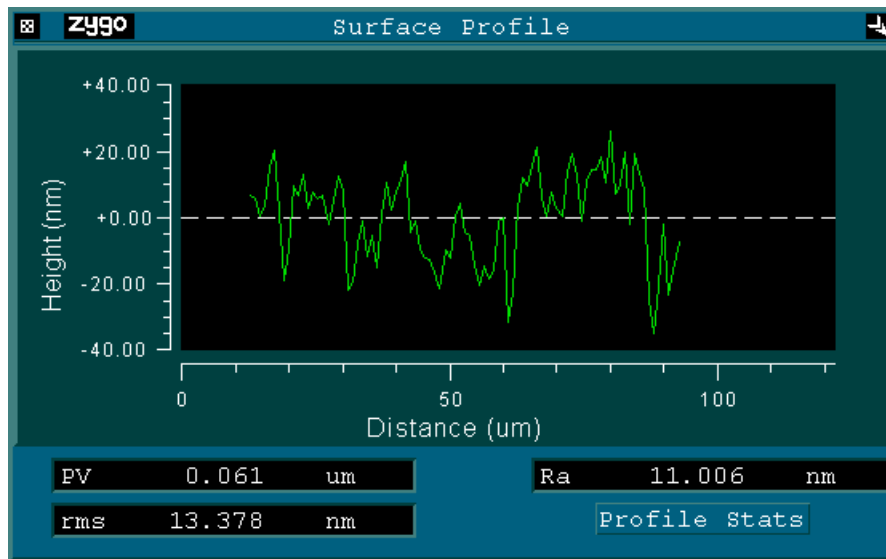 zygo Surface Profile
+40.00
+20.00
+0.00
-20.00
-40.00
Height (nm)
0 50 100
Distance (um)
PV 0.061 um
Ra 11.006 nm
rms 13.378 nm
Profile Stats